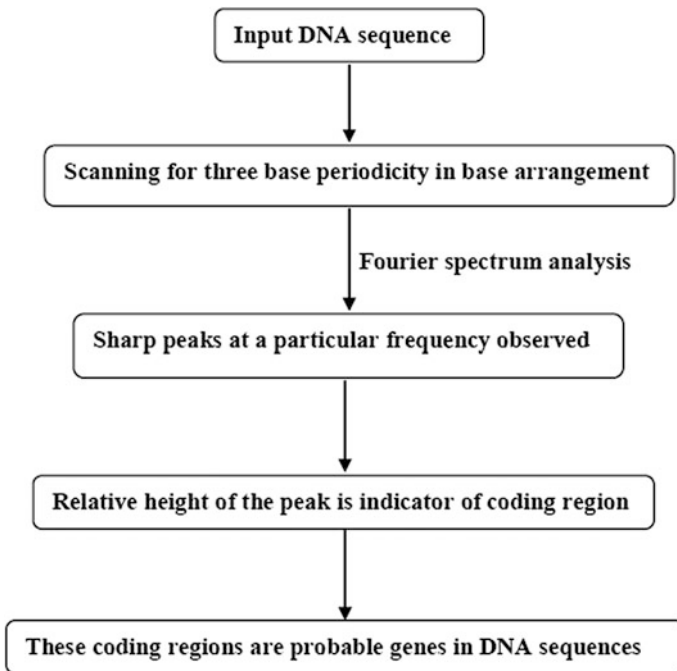 Input DNA sequence
Scanning for three base periodicity in base arrangement
Fourier spectrum analysis
Sharp peaks at a particular frequency observed
Relative height of the peak is indicator of coding region
These coding regions are probable genes in DNA sequences